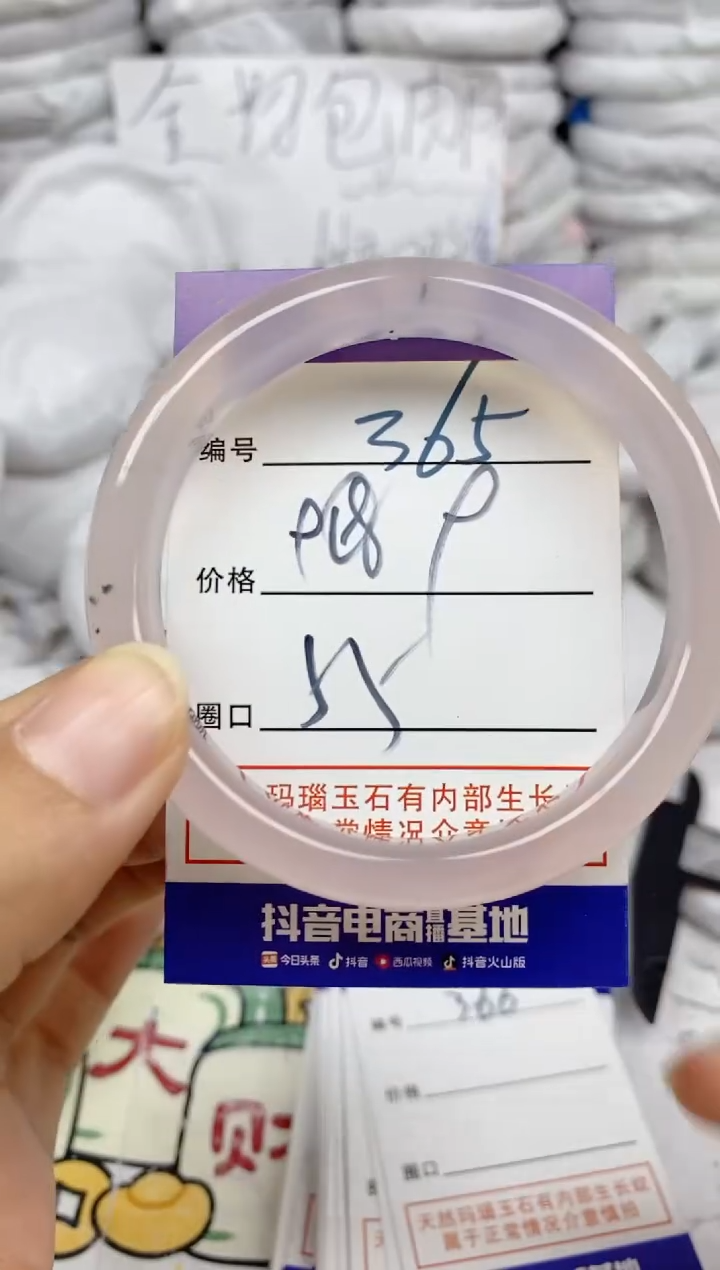 全场包邮
编号 365
价格
圈口 55
玛瑙玉石有内部生长
抖音电商直播基地
今日头条 抖音 西瓜视频 抖音火山版
大
财
编号 366
价格
圈口
天然玛瑙玉石有内部生长纹
属于正常情况介意慎拍